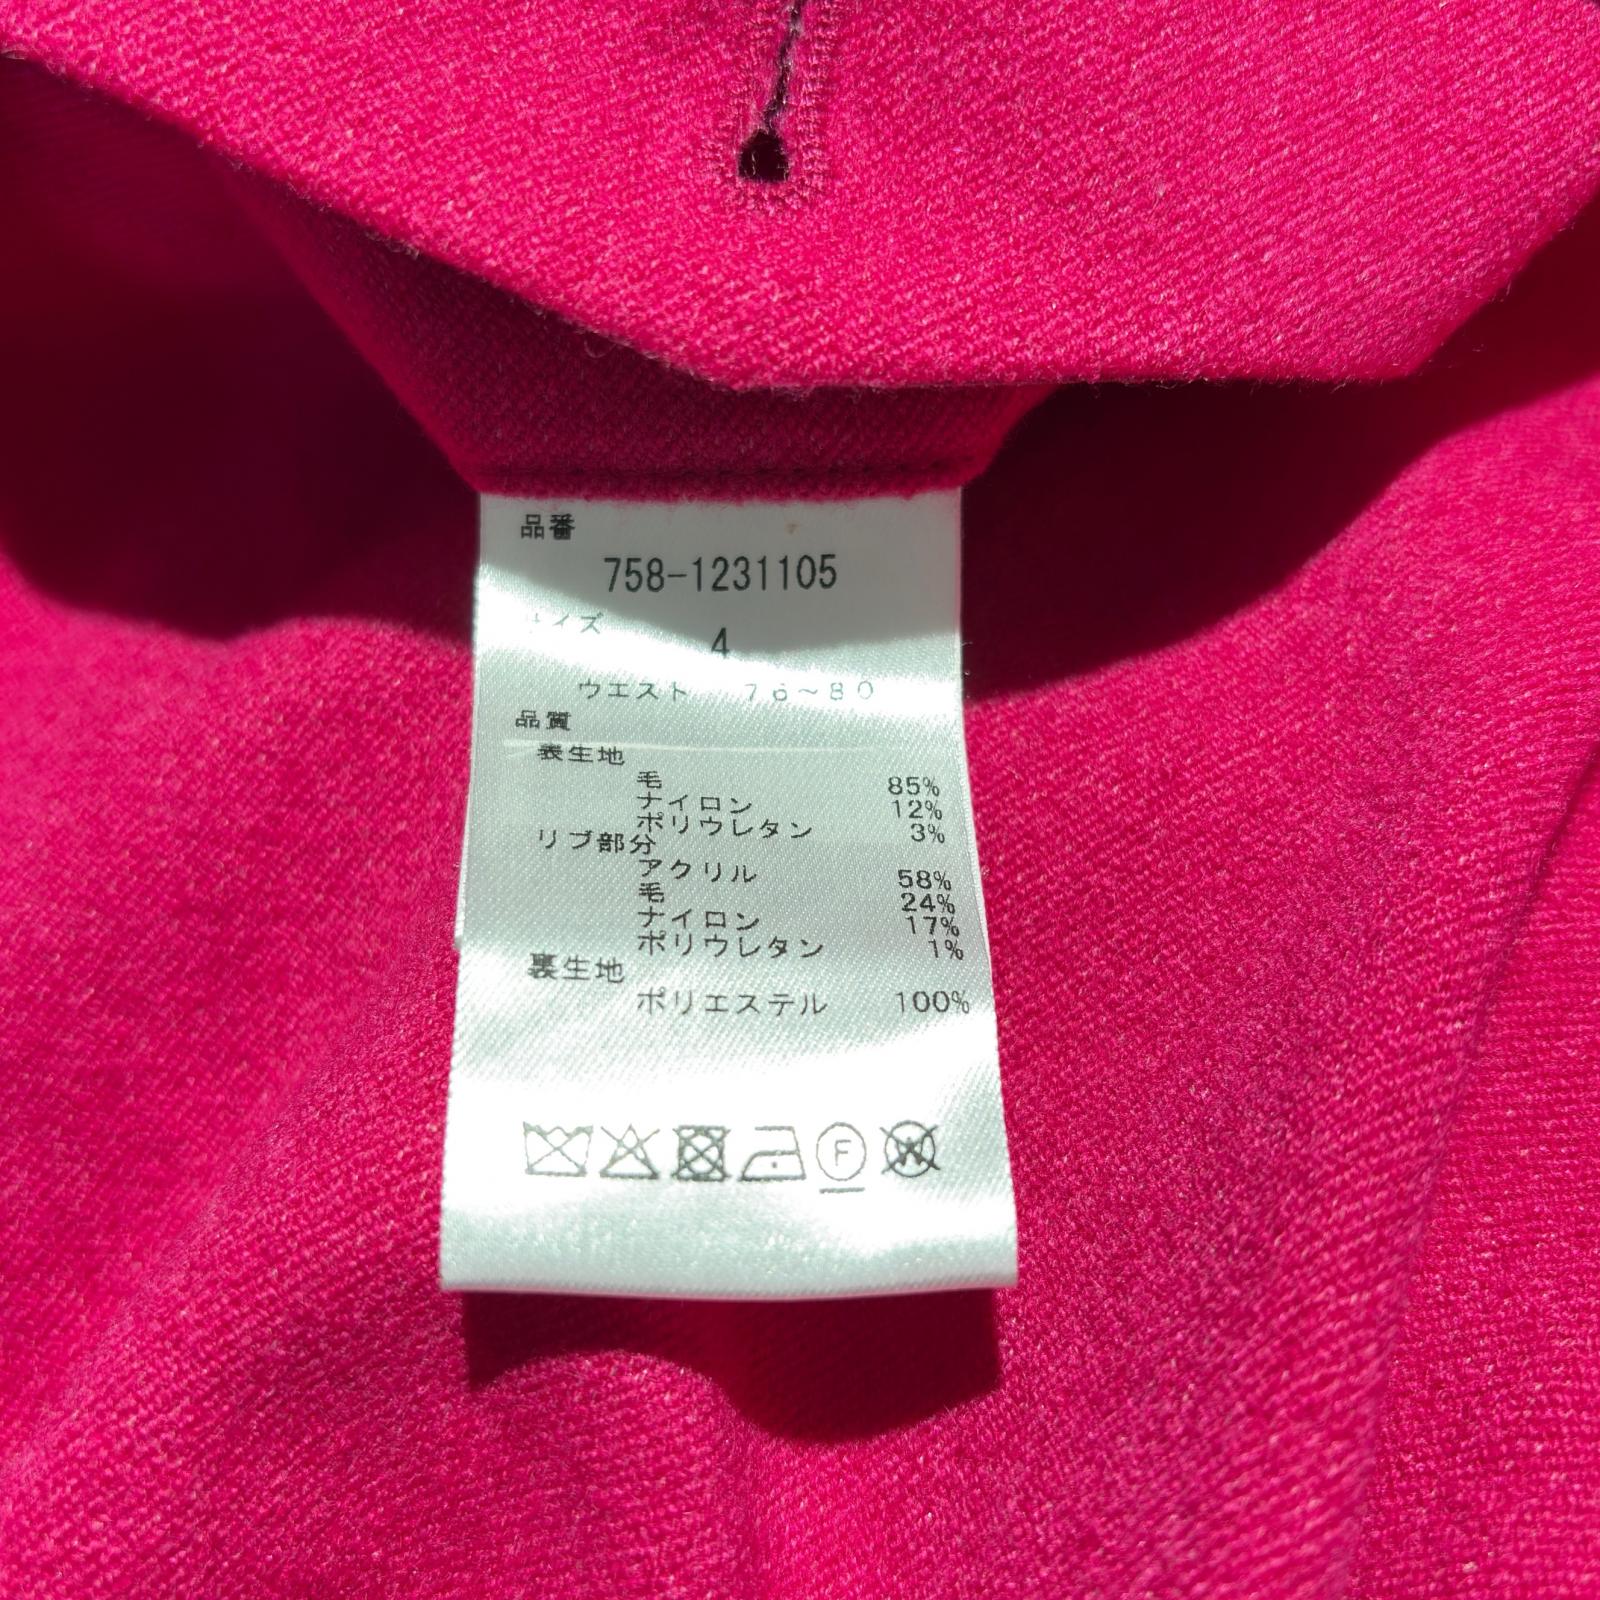 品番
758-1231105
サイズ
4
ウエスト 76~80
品質
表生地
毛 85%
ナイロン 12%
ポリウレタン 3%
リブ部分
アクリル 58%
毛 24%
ナイロン 17%
ポリウレタン 1%
裏生地
ポリエステル 100%
F W